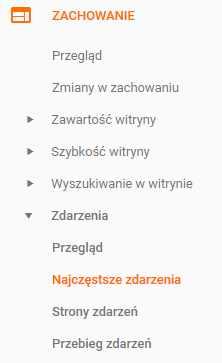 ZACHOWANIE
Przegląd
Zmiany w zachowaniu
Zawartość witryny
Szybkość witryny
Wyszukiwanie w witrynie
Zdarzenia
Przegląd
Najczęstsze zdarzenia
Strony zdarzeń
Przebieg zdarzeń